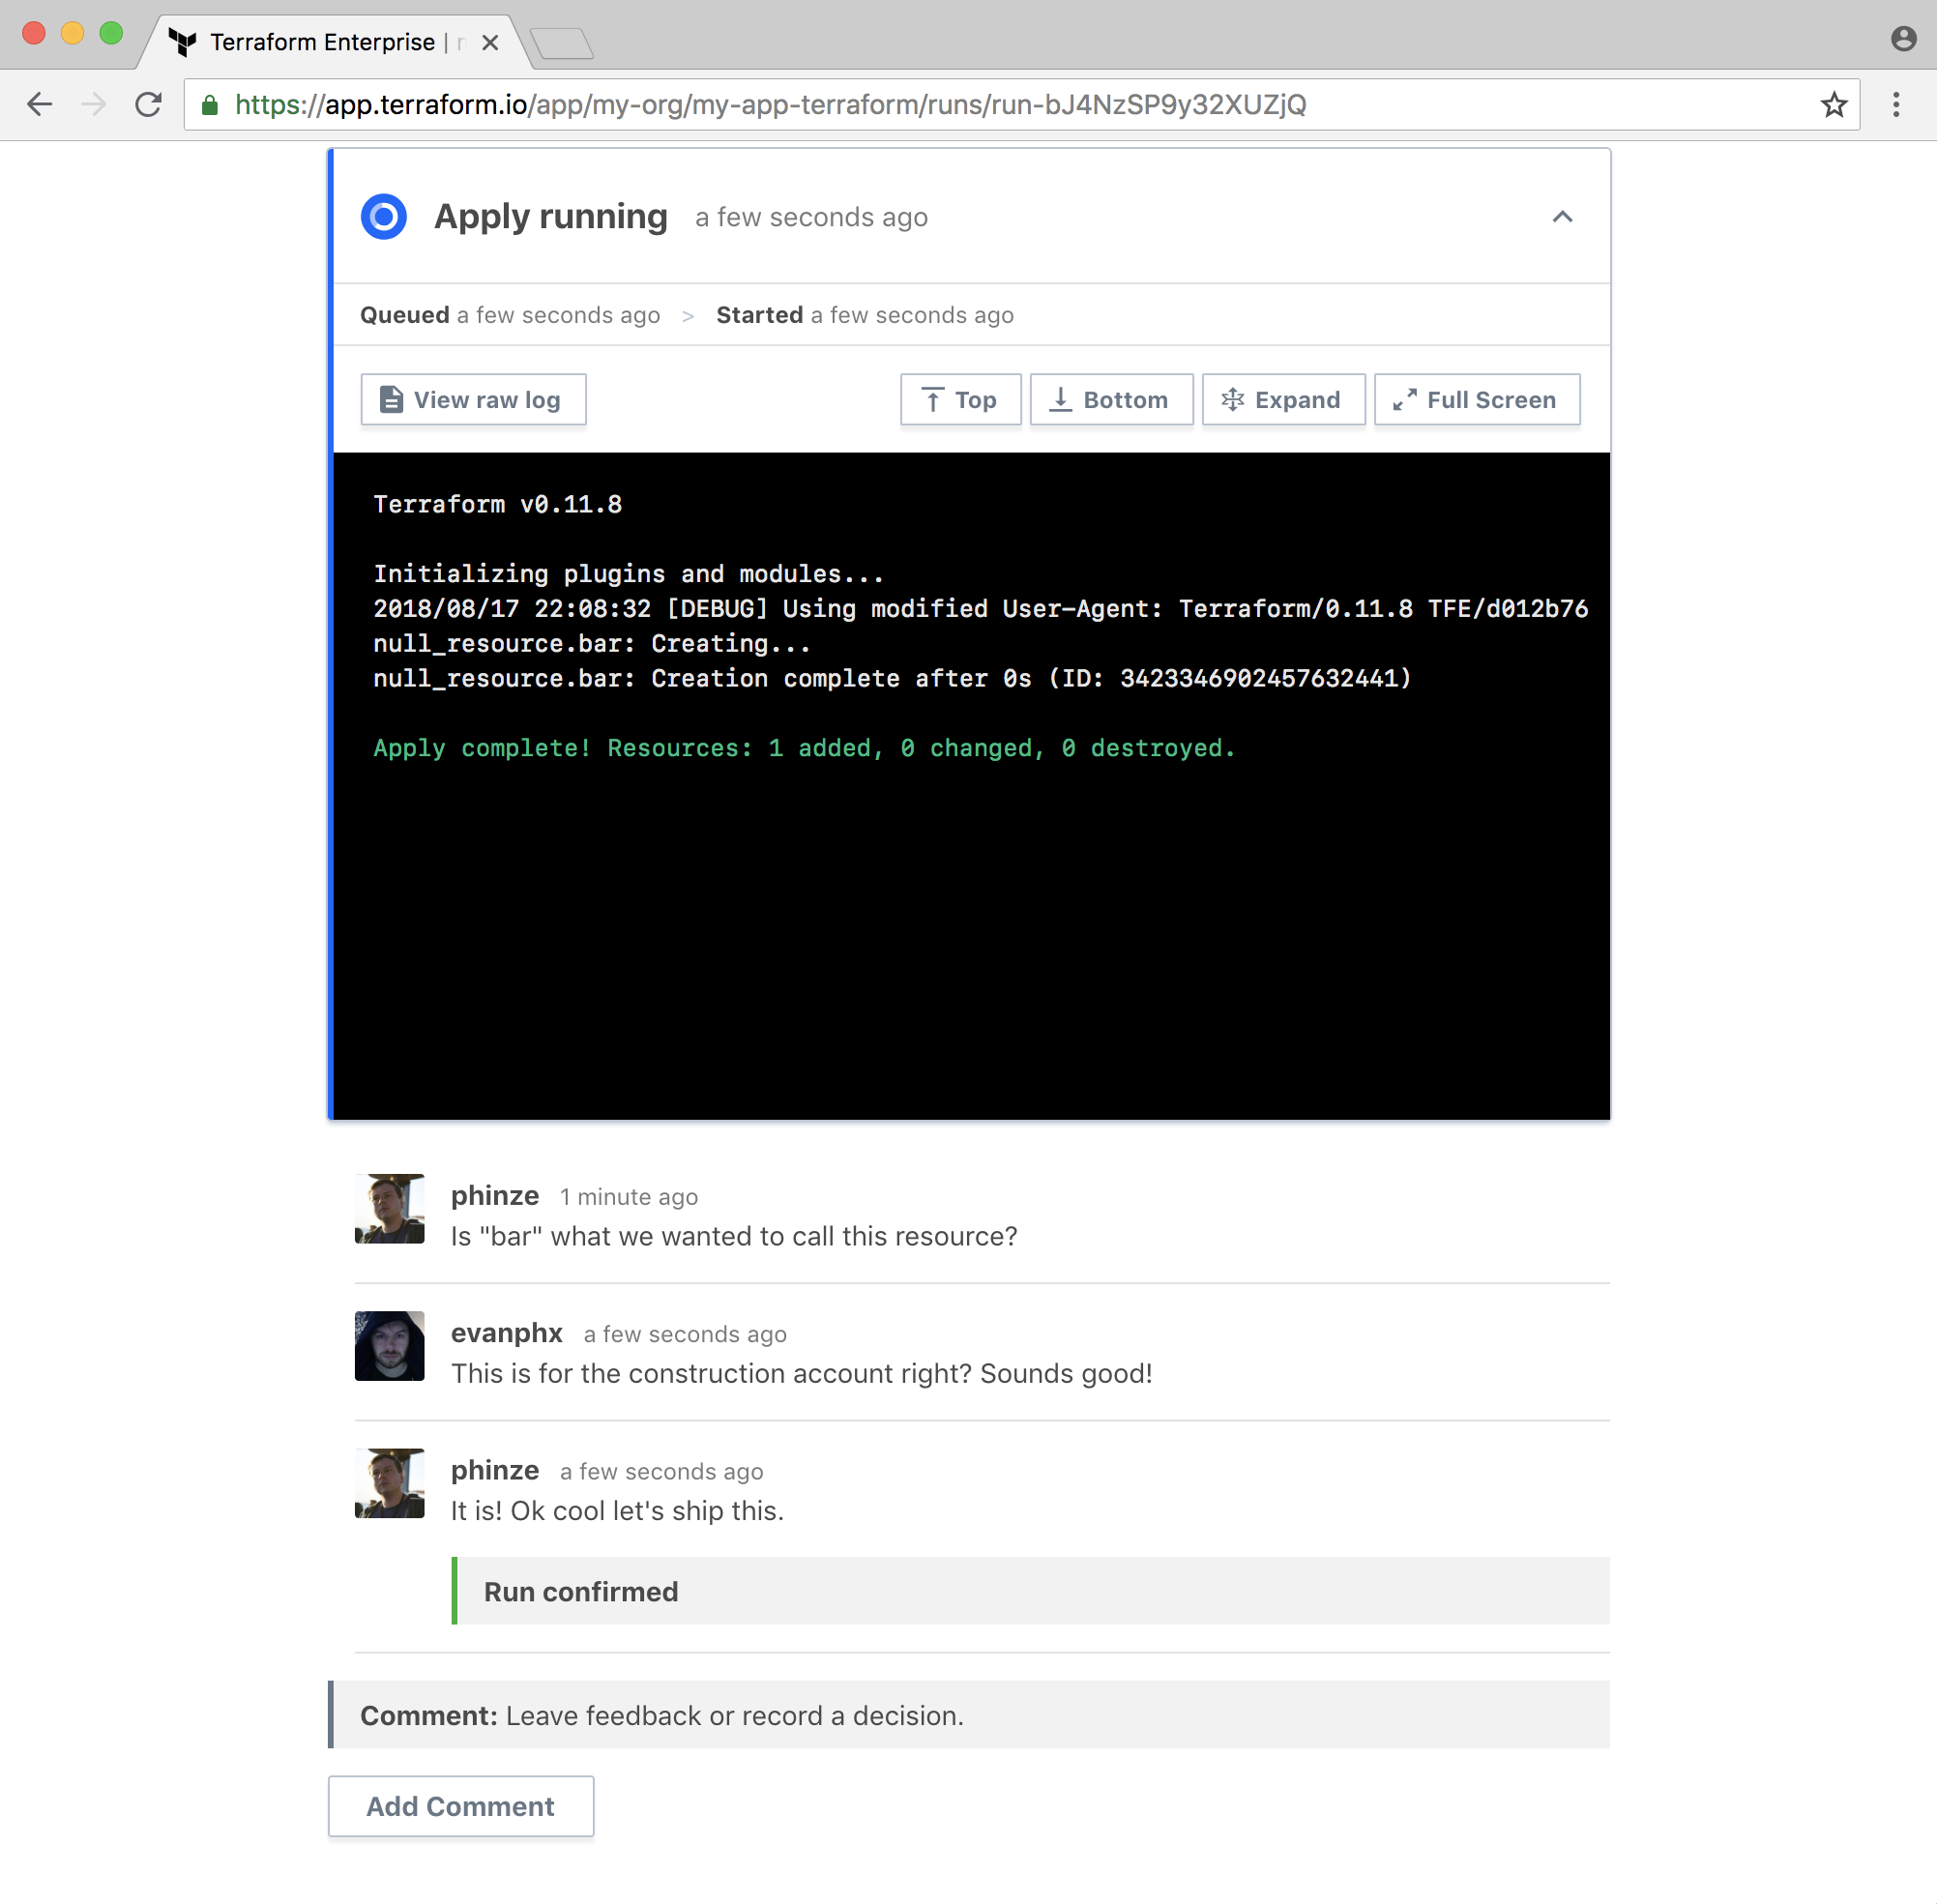 Terraform Enterprise |
https://app.terraform.io/app/my-org/my-app-terraform/runs/run-bJ4NzSP9y32XUZjQ
Apply running a few seconds ago
Queued a few seconds ago > Started a few seconds ago
View raw log Top Bottom Expand Full Screen
Terraform v0.11.8
Initializing plugins and modules...
2018/08/17 22:08:32 [DEBUG] Using modified User-Agent: Terraform/0.11.8 TFE/d012b76
null_resource.bar: Creating...
null_resource.bar: Creation complete after 0s (ID: 3423346902457632441)
Apply complete! Resources: 1 added, 0 changed, 0 destroyed.
phinze 1 minute ago
Is "bar" what we wanted to call this resource?
evanphx a few seconds ago
This is for the construction account right? Sounds good!
phinze a few seconds ago
It is! Ok cool let's ship this.
Run confirmed
Comment: Leave feedback or record a decision.
Add Comment